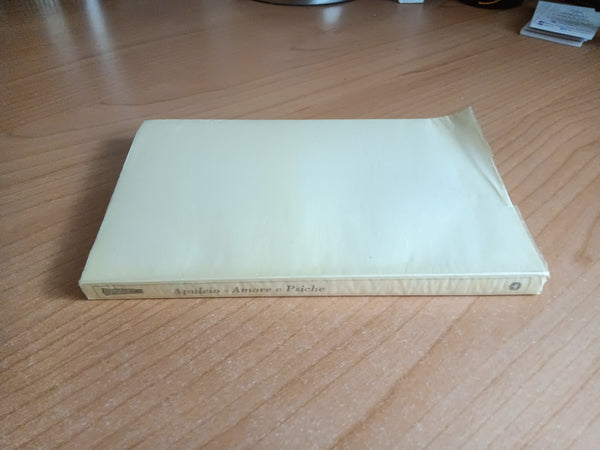 Apuleio - Amore e Psiche